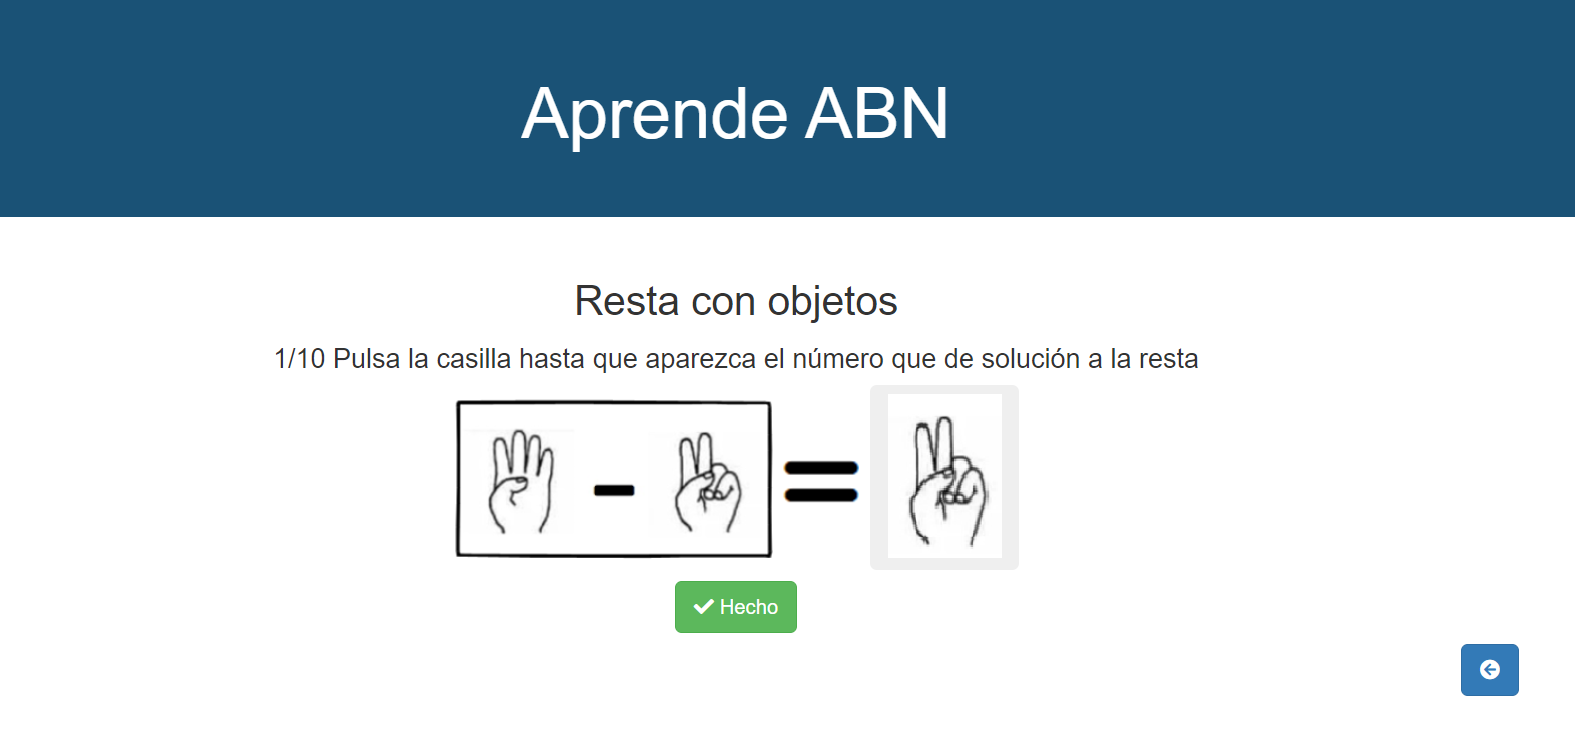 Aprende ABN
Resta con objetos
1/10 Pulsa la casilla hasta que aparezca el número que de solución a la resta
Hecho